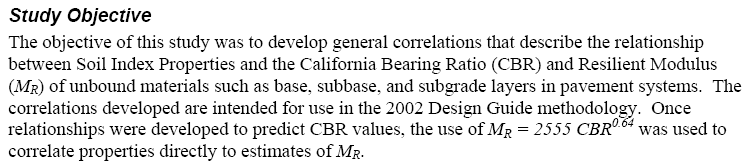 Study Objective
The objective of this study was to develop general correlations that describe the relationship
between Soil Index Properties and the California Bearing Ratio (CBR) and Resilient Modulus
(MR) of unbound materials such as base, subbase, and subgrade layers in pavement systems.  The
correlations developed are intended for use in the 2002 Design Guide methodology.  Once
relationships were developed to predict CBR values, the use of MR = 2555 CBR^0.64 was used to
correlate properties directly to estimates of MR.